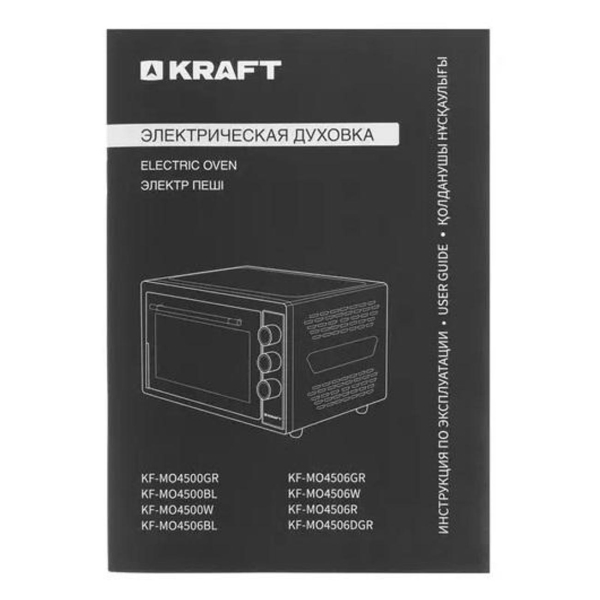 KRAFT
ЭЛЕКТРИЧЕСКАЯ ДУХОВКА
ELECTRIC OVEN
ЭЛЕКТР ПЕШІ
KRAFT
KF-MO4500GR
KF-MO4500BL
KF-MO4500W
KF-MO4506BL
KF-MO4506GR
KF-MO4506W
KF-MO4506R
KF-MO4506DGR
ИНСТРУКЦИЯ ПО ЭКСПЛУАТАЦИИ • USER GUIDE • ҚОЛДАНУШЫ НҰСҚАУЛЫҒЫ